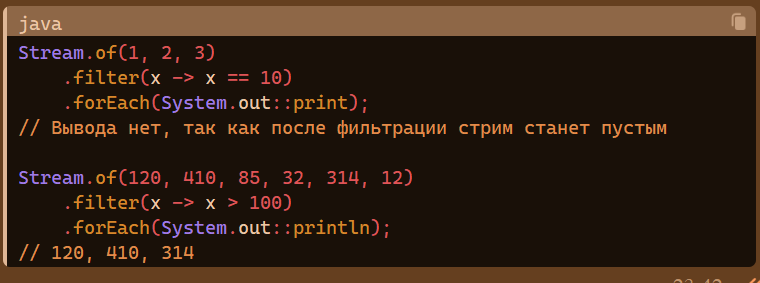 java
Stream.of(1, 2, 3)
    .filter(x -> x == 10)
    .forEach(System.out::print);
// Вывода нет, так как после фильтрации стрим станет пустым

Stream.of(120, 410, 85, 32, 314, 12)
    .filter(x -> x > 100)
    .forEach(System.out::println);
// 120, 410, 314